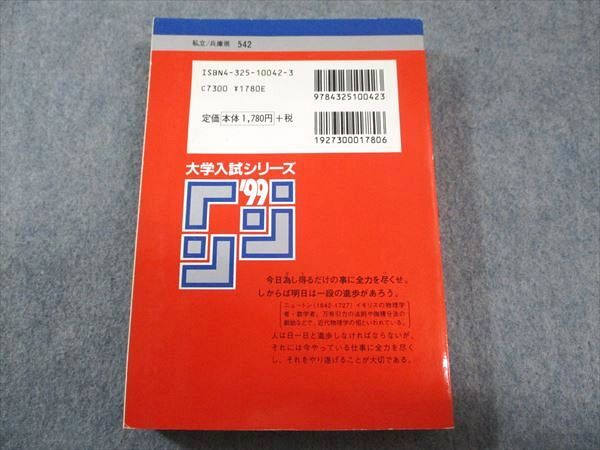 私立/兵庫県 542
ISBN4-325-10042-3
C7300 ¥1780E
定価 本体1,780円 +税
9784325100423
1927300017806
大学入試シリーズ
'99
今日為し得るだけの事に全力を尽くせ。
しからば明日は一段の進歩があろう。
ニュートン(1642-1727)イギリスの物理学
者・数学者。万有引力の法則や微積分法の
創始などで、近代物理学の祖といわれている。
人は日一日と進歩しなければならないが、
それには今やっている仕事に全力を尽く
し、それをやり遂げることが大切である。